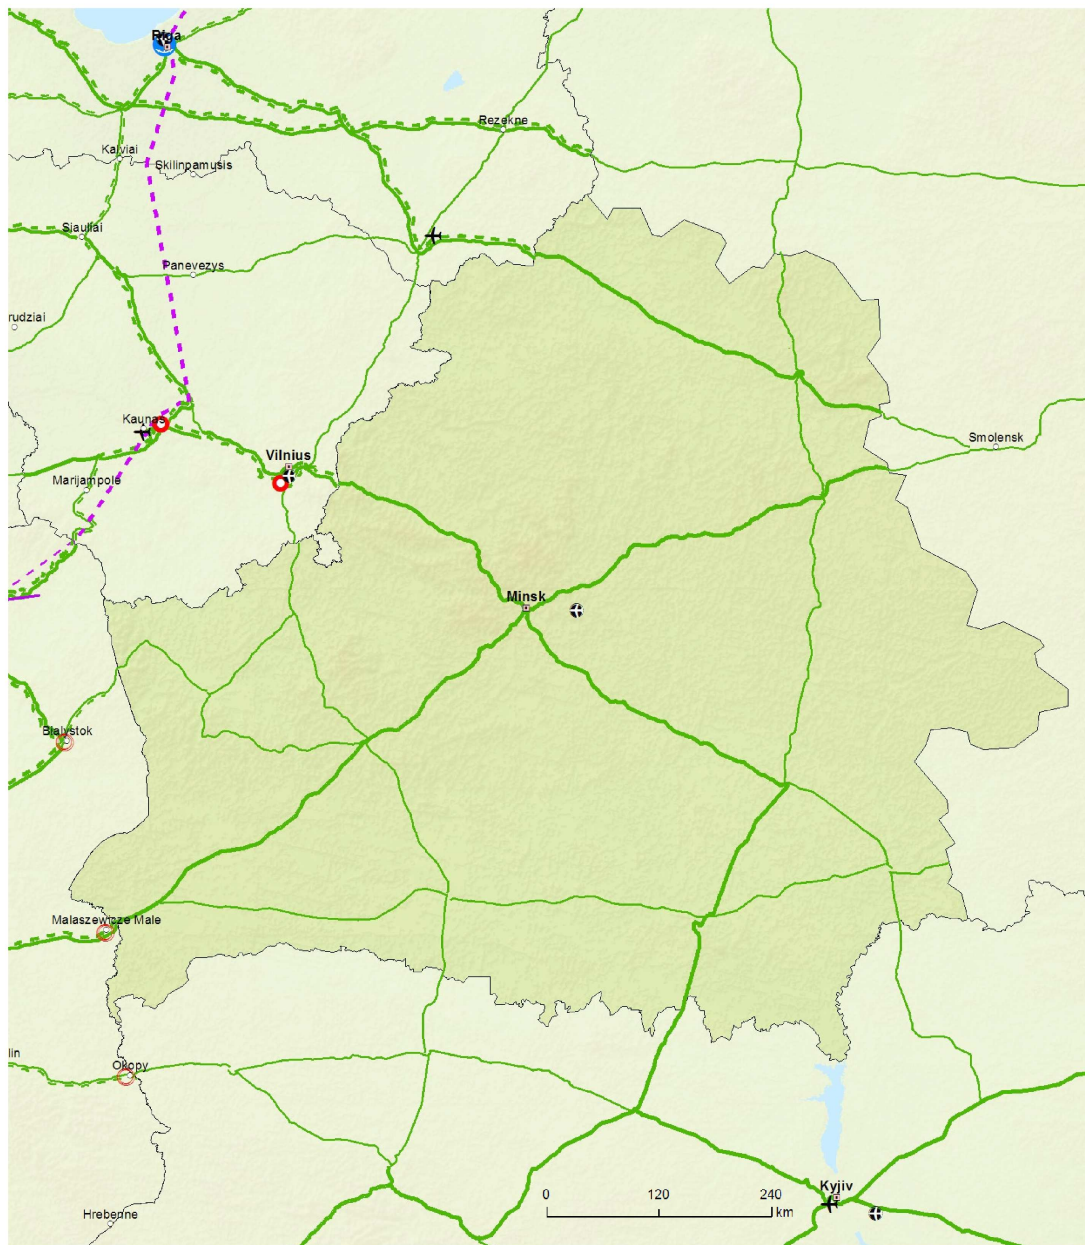 Riga
Rezekne
Kalviai
Skilinpamusis
Siauliai
Panevezys
rudziai
Kaunas
Smolensk
Vilnius
Marijampole
Minsk
Bialystok
Malaszewicze Male
lin
Okopy
Kyjiv
0 120 240
km
Hrebenne